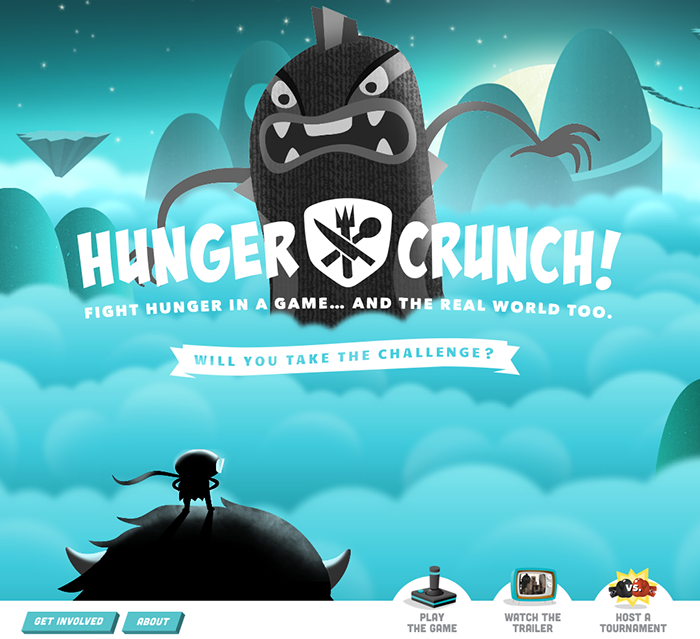 HUNGER CRUNCH!
FIGHT HUNGER IN A GAME... AND THE REAL WORLD TOO.
WILL YOU TAKE THE CHALLENGE?
GET INVOLVED
ABOUT
PLAY
THE GAME
WATCH THE
TRAILER
VS.
HOST A
TOURNAMENT